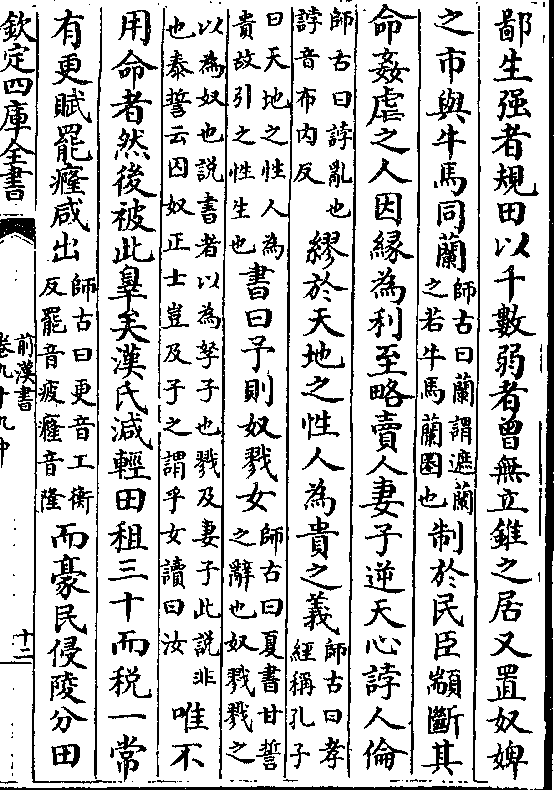 鄙生强者規田以千數弱者曾無立錐之居又置奴婢
之市與牛馬同蘭師古曰蘭謂遮蘭之若牛馬蘭圈也制於民臣顓斷其
命姦虐之人因緣為利至略賣人妻子逆天心誖人倫
師古曰誖亂也誖音布内反繆於天地之性人為貴之義師古曰孝經稱孔子
曰天地之性人為貴故引之性生也書曰予則奴戮女師古曰夏書甘誓之辭也奴戮戮之
以為奴也説書者以為孥子也戮及妻子此説非也泰誓云囚奴正士豈及子之謂乎女讀曰汝唯不
用命者然後被此辠矣漢氏減輕田租三十而税一常
有更賦罷癃咸出師古曰更音工衡反罷音疲癃音隆而豪民侵陵分田
欽定四庫全書
前漢書
卷九十九中
十二